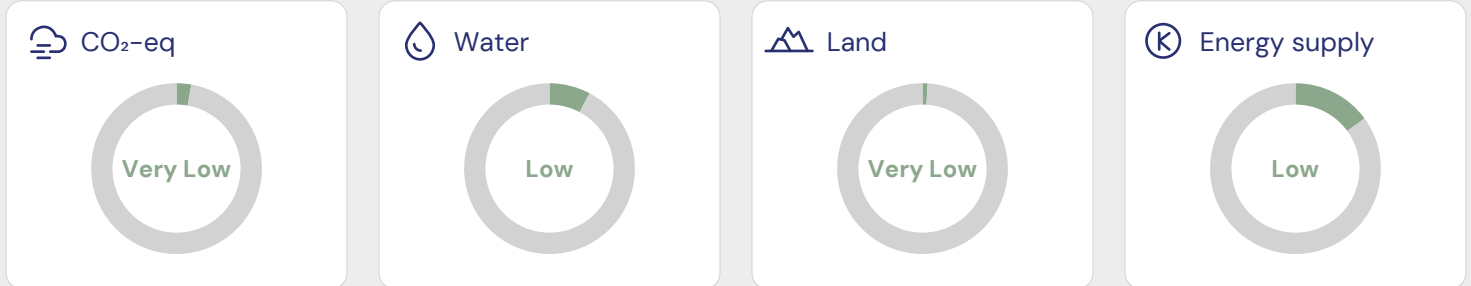 CO₂-eq
Very Low
Water
Low
Land
Very Low
Energy supply
Low